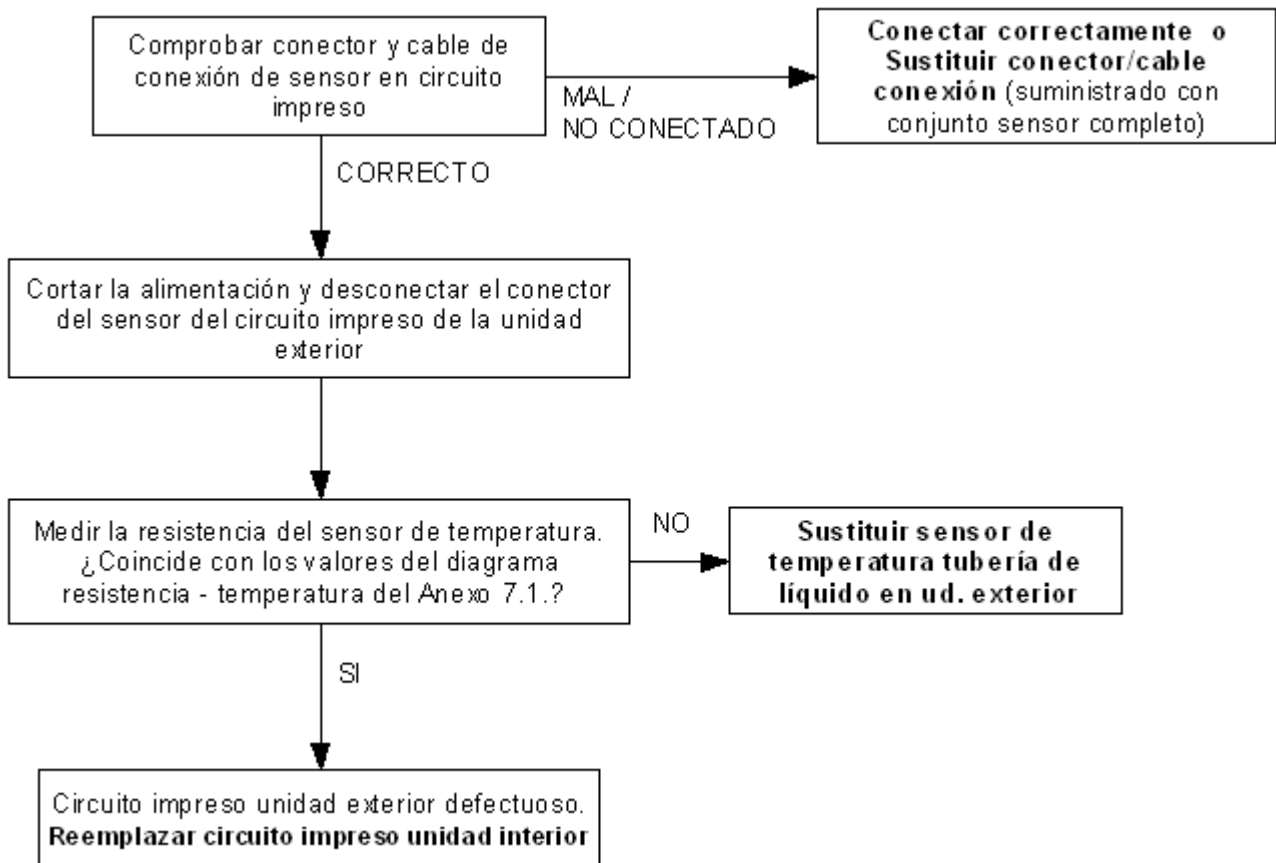 Comprobar conector y cable de
conexión de sensor en circuito
impreso
Conectar correctamente o
Sustituir conector/cable
conexión (suministrado con
conjunto sensor completo)
MAL /
NO CONECTADO
CORRECTO
Cortar la alimentación y desconectar el conector
del sensor del circuito impreso de la unidad
exterior
Medir la resistencia del sensor de temperatura.
¿Coincide con los valores del diagrama
resistencia - temperatura del Anexo 7.1.?
NO
Sustituir sensor de
temperatura tubería de
líquido en ud. exterior
SI
Circuito impreso unidad exterior defectuoso.
Reemplazar circuito impreso unidad interior